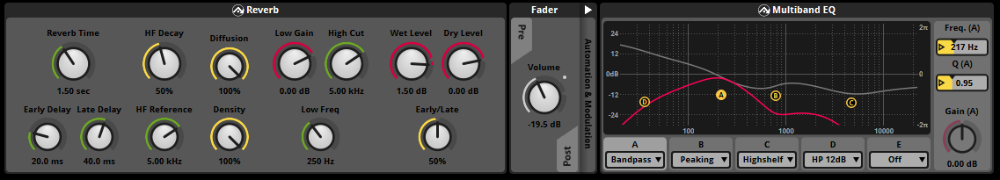 Reverb
Reverb Time
HF Decay
Diffusion
Low Gain
High Cut
Wet Level
Dry Level
1.50 sec
50%
100%
0.00 dB
5.00 kHz
1.50 dB
0.00 dB
Early Delay
Late Delay
HF Reference
Density
Low Freq
Early/Late
20.0 ms
40.0 ms
5.00 kHz
100%
250 Hz
50%
Fader
Pre
Volume
-19.5 dB
Post
Automation & Modulation
Multiband EQ
24
12
0dB
-12
-24
2π
0
-2π
100
1000
10000
D
A
B
C
A
B
C
D
E
Bandpass
Peaking
Highshelf
HP 12dB
Off
Freq. (A)
217 Hz
Q (A)
0.95
Gain (A)
0.00 dB